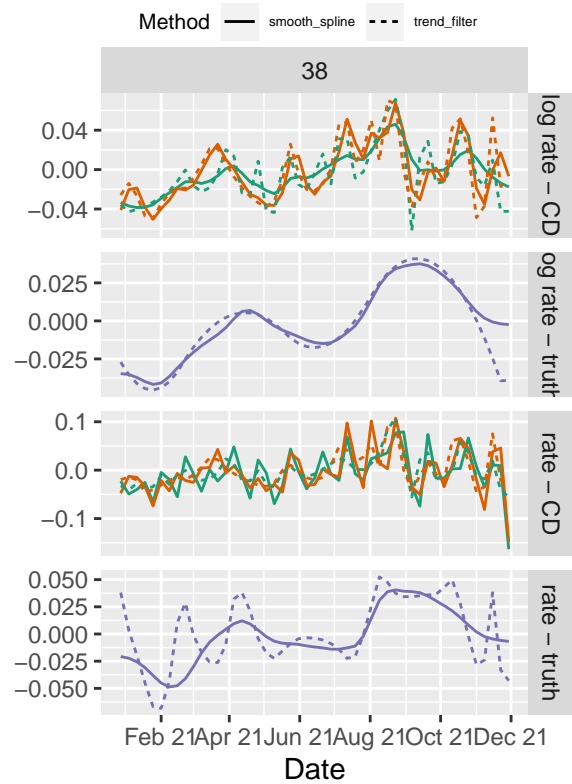 Method smooth_spline trend_filter
38
0.04
0.00
−0.04
log rate − CD
0.025
0.000
−0.025
og rate − truth
0.1
0.0
−0.1
rate − CD
0.050
0.025
0.000
−0.025
−0.050
rate − truth
Feb 21 Apr 21 Jun 21 Aug 21 Oct 21 Dec 21
Date